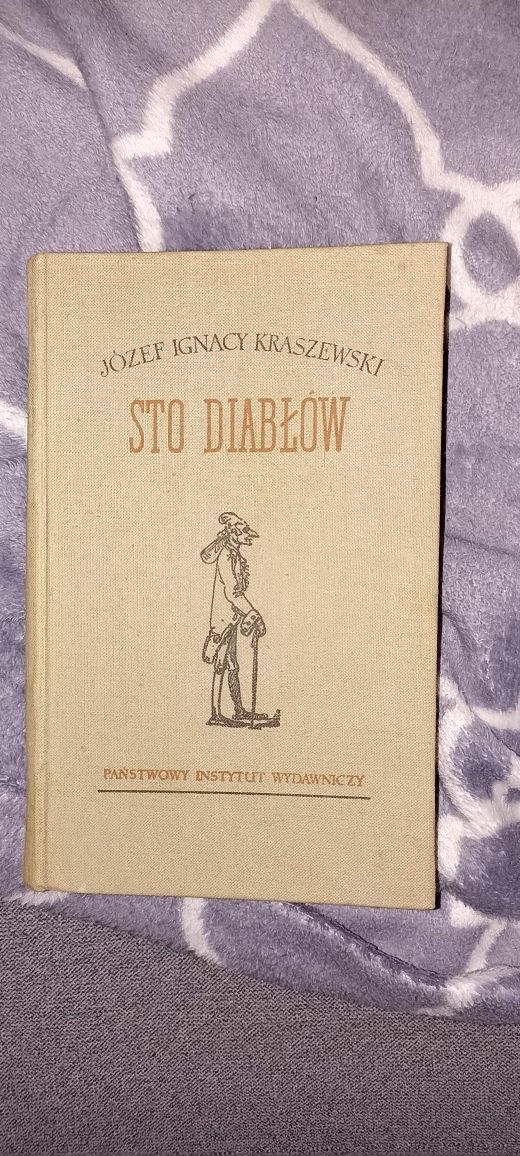 JÓZEF IGNACY KRASZEWSKI
STO DIABŁÓW
PAŃSTWOWY INSTYTUT WYDAWNICZY